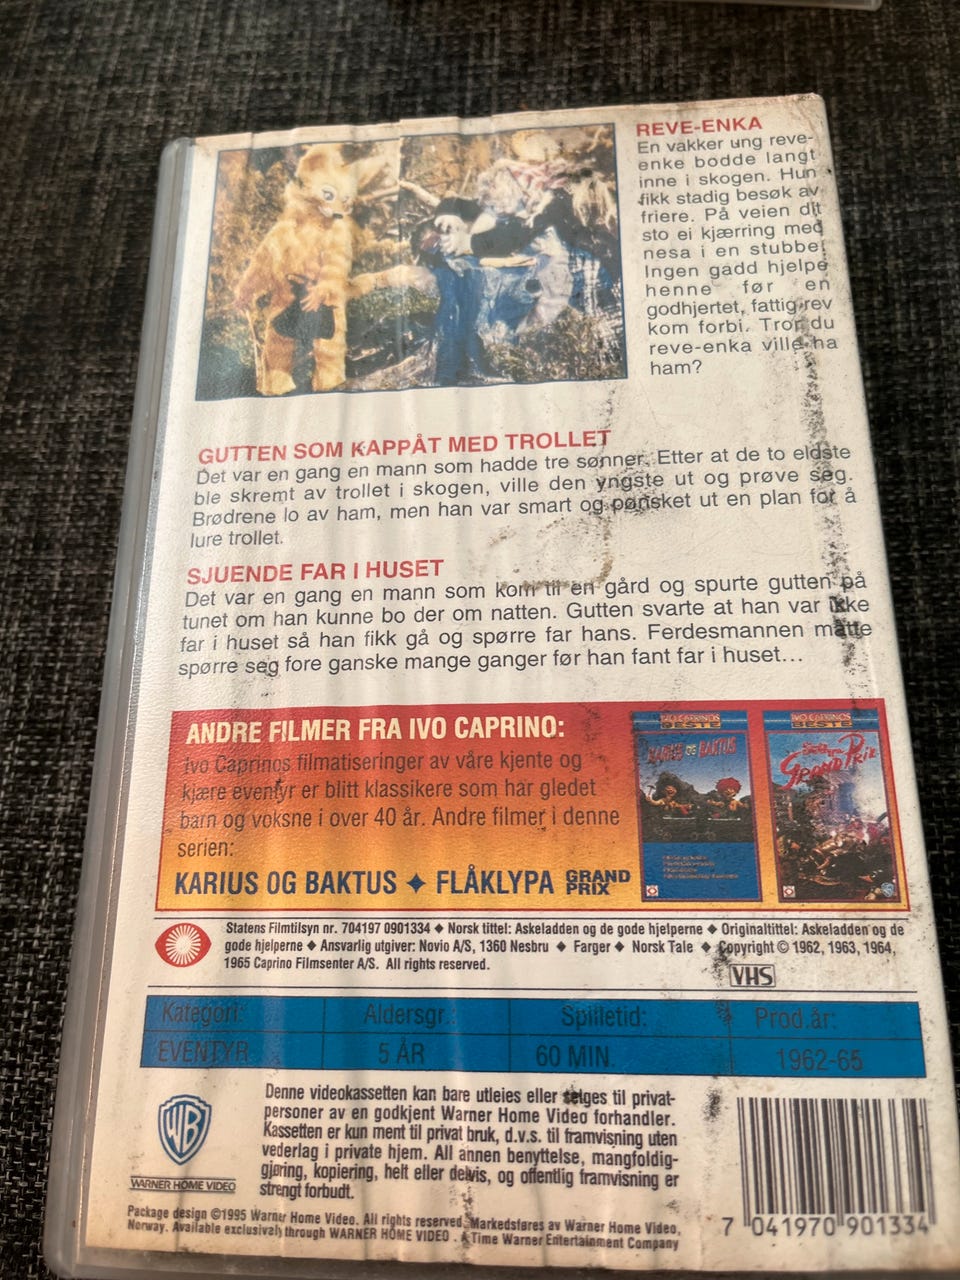 REVE-ENKA
En vakker ung reve-
enke bodde langt
inne i skogen. Hun
fikk stadig besøk av
friere. På veien dit
sto ei kjærring med
nesa i en stubbe.
Ingen gadd hjelpe
henne før en
godhjertet, fattig rev
kom forbi. Tror du
reve-enka ville ha
ham?
GUTTEN SOM KAPPÅT MED TROLLET
Det var en gang en mann som hadde tre sønner. Etter at de to eldste
ble skremt av trollet i skogen, ville den yngste ut og prøve seg.
Brødrene lo av ham, men han var smart og pønsket ut en plan for å
lure trollet.
SJUENDE FAR I HUSET
Det var en gang en mann som kom til en gård og spurte gutten på
tunet om han kunne bo der om natten. Gutten svarte at han var ikke
far i huset så han fikk gå og spørre far hans. Ferdesmannen måtte
spørre seg fore ganske mange ganger før han fant far i huset...
ANDRE FILMER FRA IVO CAPRINO:
Ivo Caprinos filmatiseringer av våre kjente og
kjære eventyr er blitt klassikere som har gledet
barn og voksne i over 40 år. Andre filmer i denne
serien:
KARIUS OG BAKTUS ✦ FLÅKLYPA GRAND
PRIX
IVO CAPRINOS
BESTE
KARIUS OG BAKTUS
IVO CAPRINOS
BESTE
GRAND PRIX
Statens Filmtilsyn nr. 704197 0901334 ◆ Norsk tittel: Askeladden og de gode hjelperne ◆ Originaltittel: Askeladden og de
gode hjelperne ◆ Ansvarlig utgiver: Novio A/S, 1360 Nesbru ◆ Farger ◆ Norsk Tale ◆ Copyright © 1962, 1963, 1964,
1965 Caprino Filmsenter A/S. All rights reserved.
VHS
Kategori: Aldersgr.: Spilletid: Prod.år:
EVENTYR 5 ÅR 60 MIN. 1962-65
Denne videokassetten kan bare utleies eller selges til privat-
personer av en godkjent Warner Home Video forhandler.
Kassetten er kun ment til privat bruk, d.v.s. til framvisning uten
vederlag i private hjem. All annen benyttelse, mangfoldig-
gjøring, kopiering, helt eller delvis, og offentlig framvisning er
strengt forbudt.
WB
WARNER HOME VIDEO
Package design ©1995 Warner Home Video. All rights reserved. Markedsføres av Warner Home Video,
Norway. Available exclusively through WARNER HOME VIDEO. A Time Warner Entertainment Company
7 041970 901334